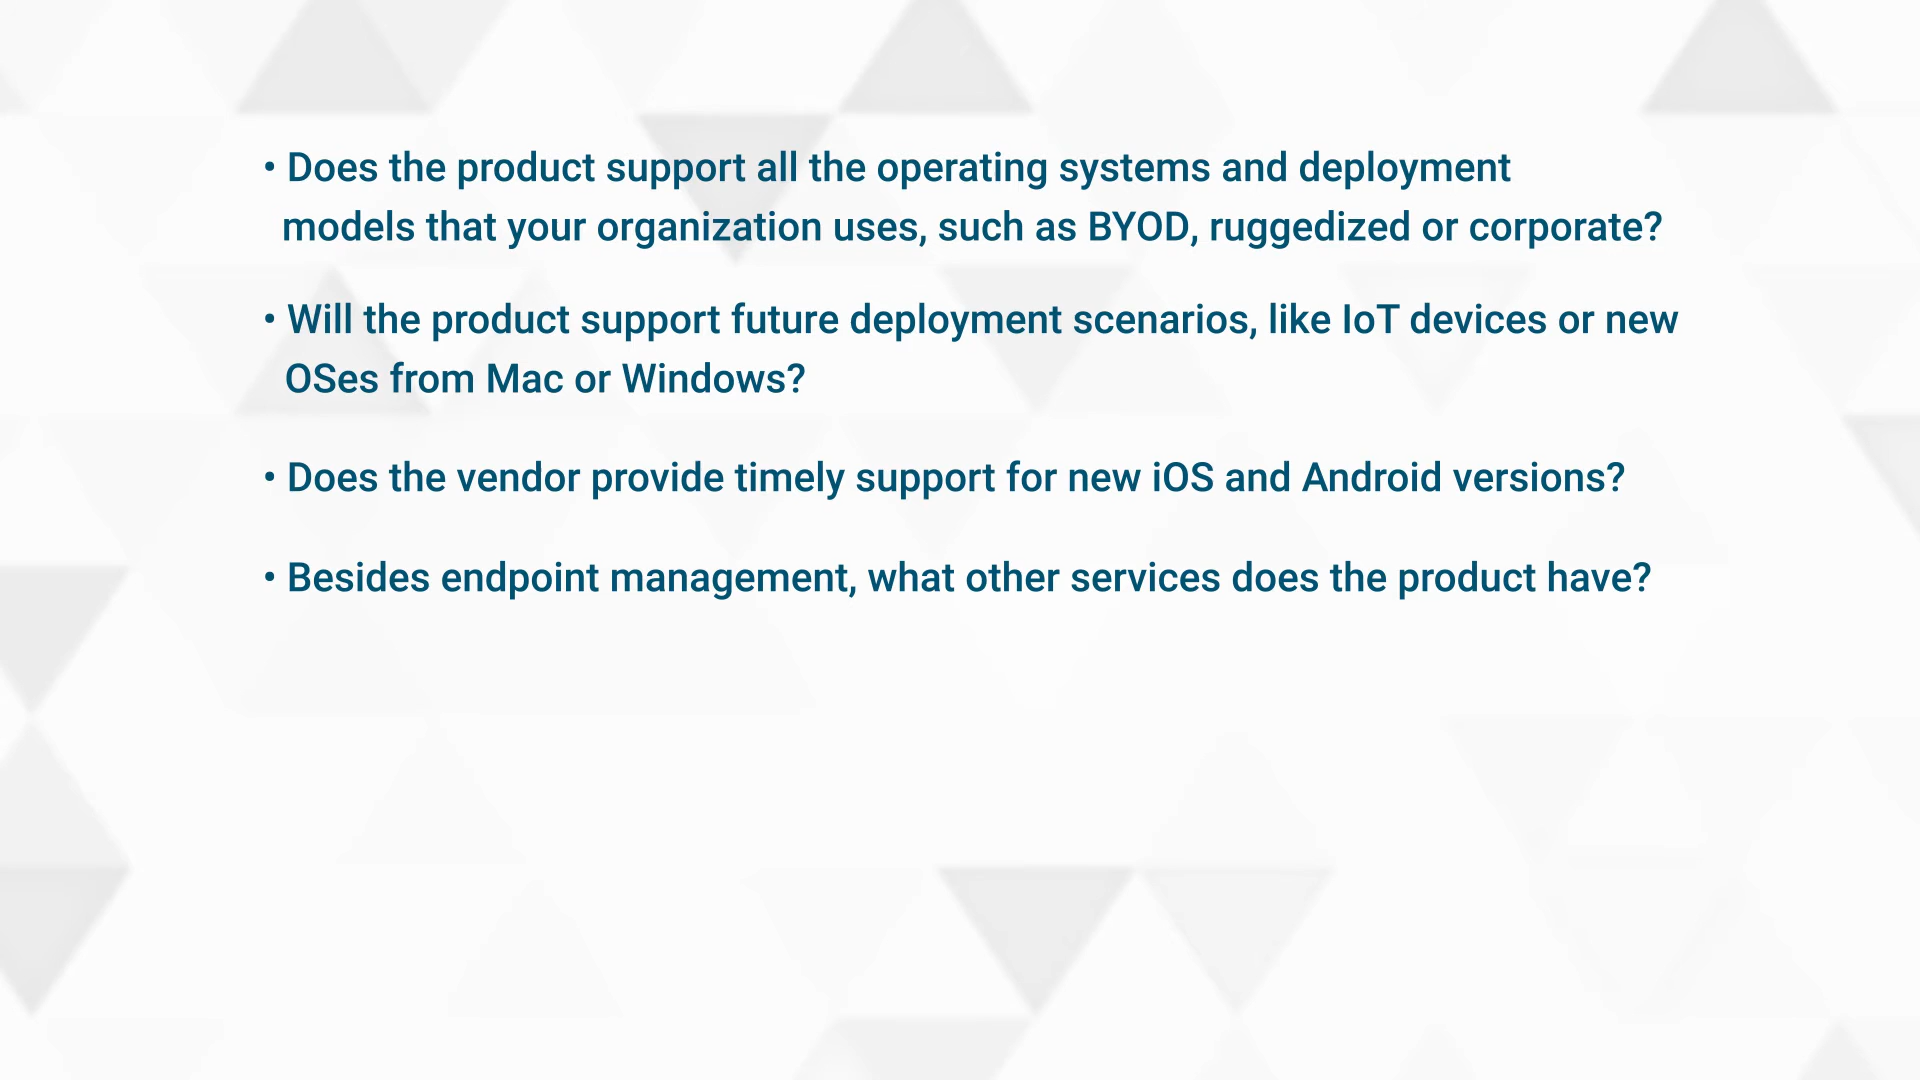 • Does the product support all the operating systems and deployment
models that your organization uses, such as BYOD, ruggedized or corporate?
• Will the product support future deployment scenarios, like IoT devices or new
OSes from Mac or Windows?
• Does the vendor provide timely support for new iOS and Android versions?
• Besides endpoint management, what other services does the product have?